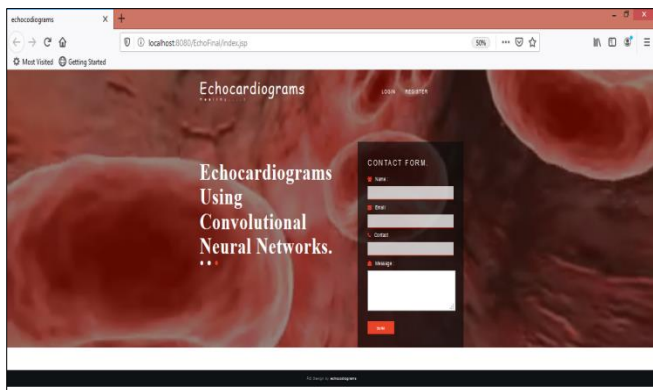 echocodiograms
localhost:8080/EchoFinal/index.jsp
50%
Most Visited Getting Started
Echocardiograms
LOGIN REGISTER
Echocardiograms
Using
Convolutional
Neural Networks.
CONTACT FORM.
Name :
Email
Contact
Message :